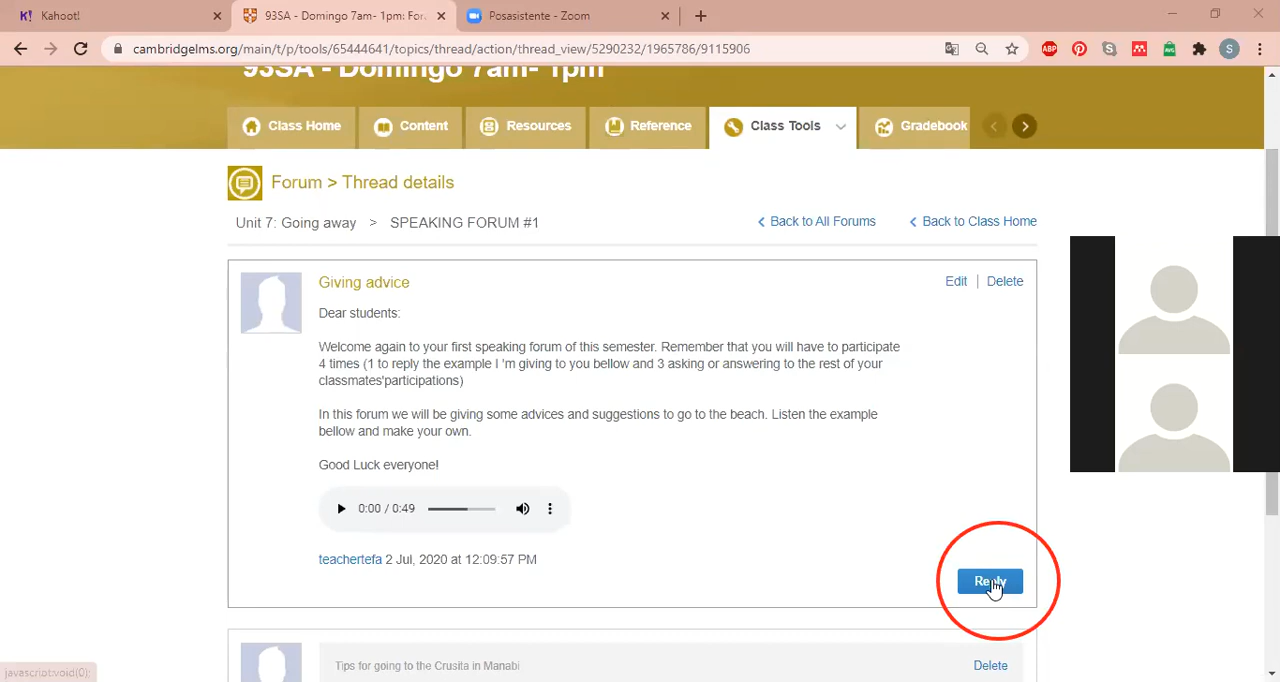 Kahoot!
93SA - Domingo 7am- 1pm: For
Posasistente - Zoom
cambridgelms.org/main/t/p/tools/65444641/topics/thread/action/thread_view/5290232/1965786/9115906
ABP
AVG
S
93SA - Domingo 7am- 1pm
Class Home
Content
Resources
Reference
Class Tools
Gradebook
Forum > Thread details
Unit 7: Going away > SPEAKING FORUM #1
Back to All Forums
Back to Class Home
Giving advice
Edit | Delete
Dear students:
Welcome again to your first speaking forum of this semester. Remember that you will have to participate
4 times (1 to reply the example I 'm giving to you bellow and 3 asking or answering to the rest of your
classmates'participations)
In this forum we will be giving some advices and suggestions to go to the beach. Listen the example
bellow and make your own.
Good Luck everyone!
0:00 / 0:49
teachertefa 2 Jul, 2020 at 12:09:57 PM
Reply
Tips for going to the Crusita in Manabi
Delete
javascript:void(0);